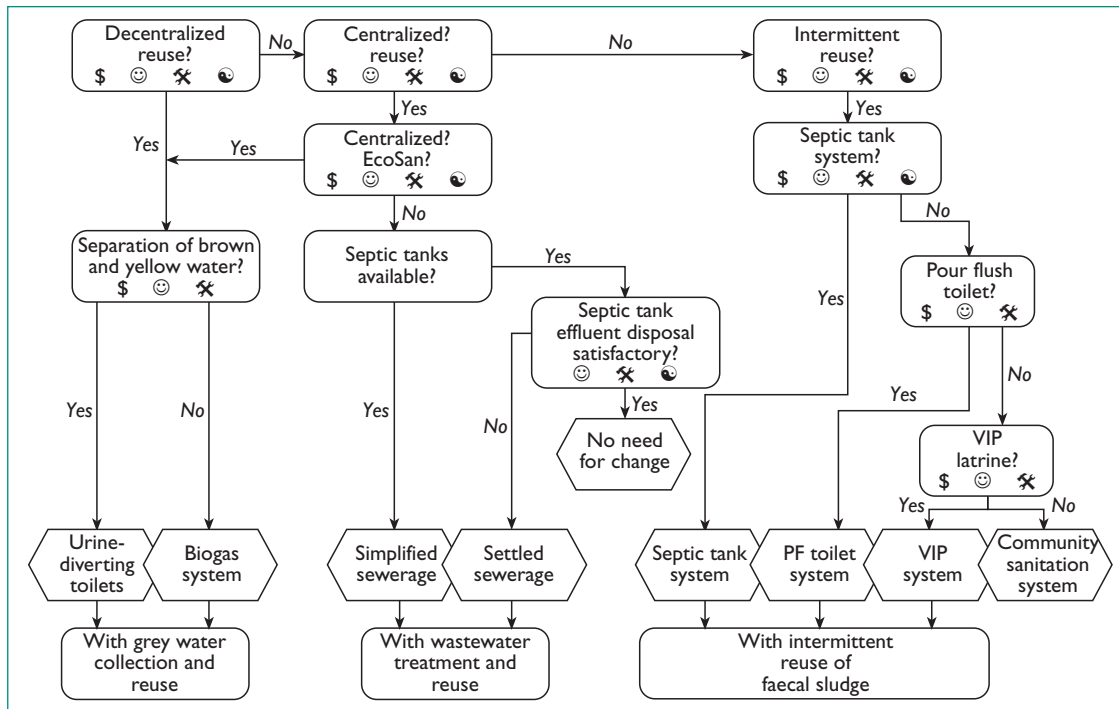 Decentralized
reuse?
$ ☺ ⚒ ☯
No
Centralized?
reuse?
$ ☺ ⚒ ☯
No
Intermittent
reuse?
$ ☺ ⚒ ☯
Yes
Yes
Yes
Yes
Centralized?
EcoSan?
$ ☺ ⚒ ☯
Septic tank
system?
$ ☺ ⚒ ☯
No
No
Separation of brown
and yellow water?
$ ☺ ⚒
Septic tanks
available?
Yes
Yes
Pour flush
toilet?
$ ☺ ⚒
Septic tank
effluent disposal
satisfactory?
☺ ⚒ ☯
Yes
No
Yes
No
Yes
Yes
No
No need
for change
VIP
latrine?
$ ☺ ⚒
Yes
No
Urine-
diverting
toilets
Biogas
system
Simplified
sewerage
Settled
sewerage
Septic tank
system
PF toilet
system
VIP
system
Community
sanitation
system
With grey water
collection and
reuse
With wastewater
treatment and
reuse
With intermittent
reuse of
faecal sludge